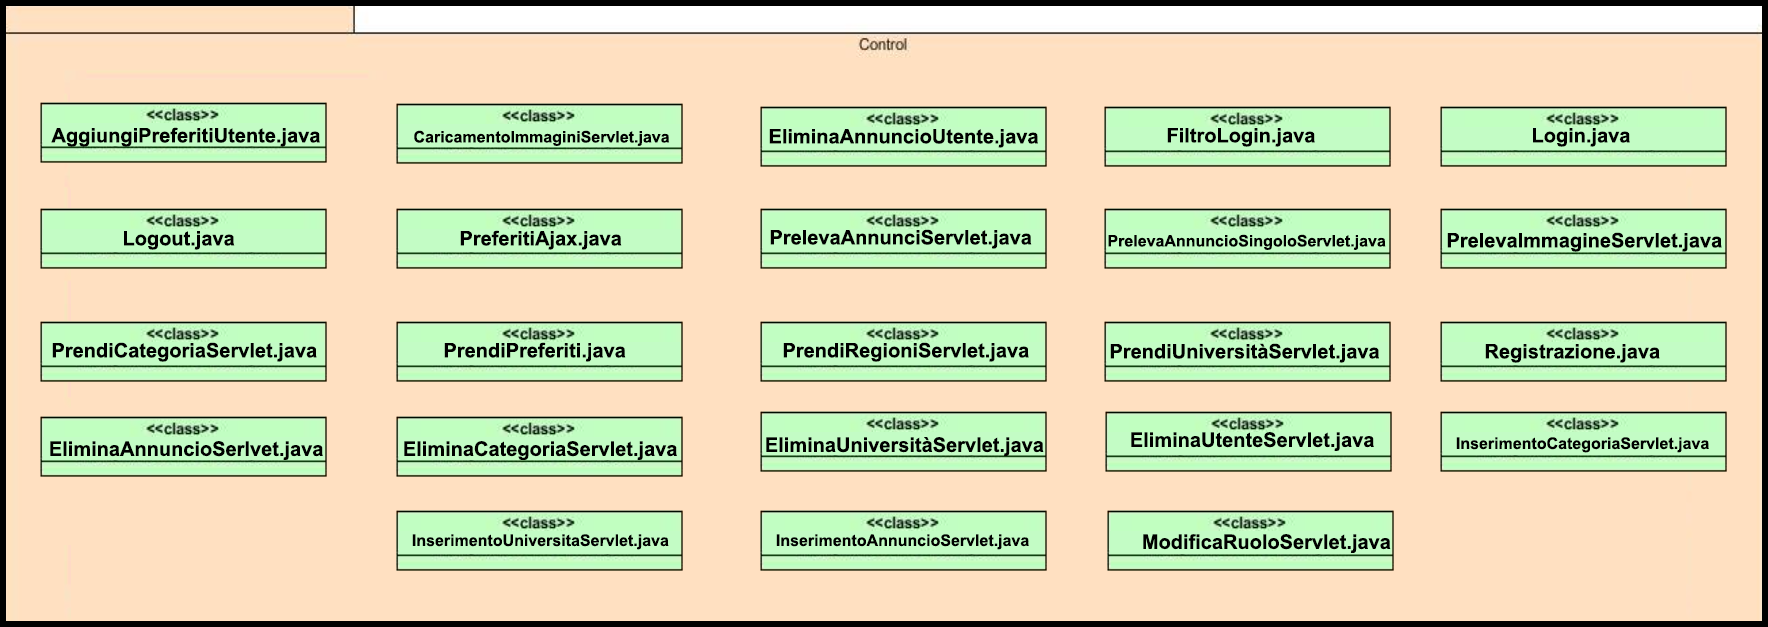 Control
<<class>>
AggiungiPreferitiUtente.java
<<class>>
CaricamentoImmaginiServlet.java
<<class>>
EliminaAnnuncioUtente.java
<<class>>
FiltroLogin.java
<<class>>
Login.java
<<class>>
Logout.java
<<class>>
PreferitiAjax.java
<<class>>
PrelevaAnnunciServlet.java
<<class>>
PrelevaAnnuncioSingoloServlet.java
<<class>>
PrelevaImmagineServlet.java
<<class>>
PrendiCategoriaServlet.java
<<class>>
PrendiPreferiti.java
<<class>>
PrendiRegioniServlet.java
<<class>>
PrendiUniversitàServlet.java
<<class>>
Registrazione.java
<<class>>
EliminaAnnuncioSerlvet.java
<<class>>
EliminaCategoriaServlet.java
<<class>>
EliminaUniversitàServlet.java
<<class>>
EliminaUtenteServlet.java
<<class>>
InserimentoCategoriaServlet.java
<<class>>
InserimentoUniversitaServlet.java
<<class>>
InserimentoAnnuncioServlet.java
<<class>>
ModificaRuoloServlet.java